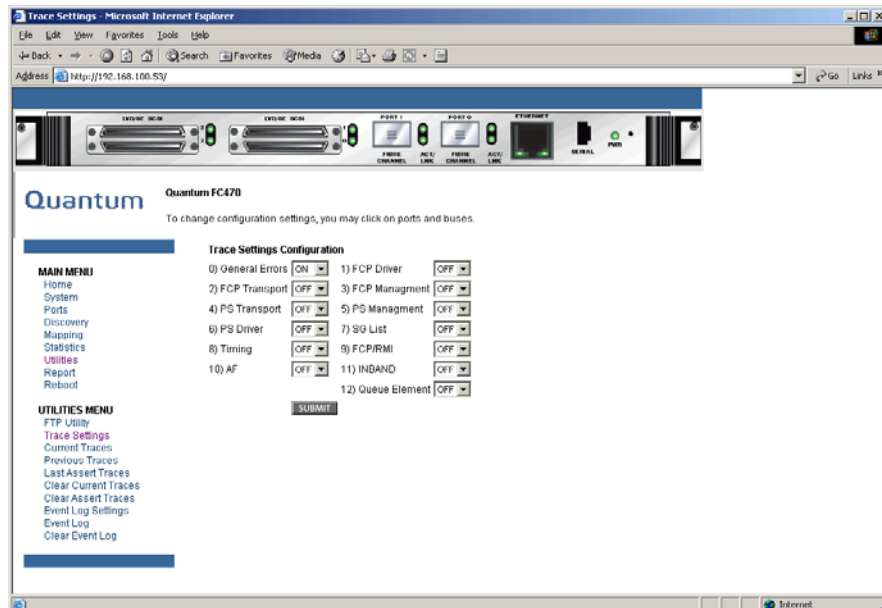 Trace Settings - Microsoft Internet Explorer
File Edit View Favorites Tools Help
Back Search Favorites Media
Address http://192.168.100.53/ Go Links
LVD/SE SCSI LVD/SE SCSI PORT 1 PORT 0 ETHERNET
FIBRE CHANNEL ACT/LNK FIBRE CHANNEL ACT/LNK SERIAL PWR
Quantum
Quantum FC470
To change configuration settings, you may click on ports and buses.
Trace Settings Configuration
0) General Errors ON 1) FCP Driver OFF
2) FCP Transport OFF 3) FCP Managment OFF
4) PS Transport OFF 5) PS Managment OFF
6) PS Driver OFF 7) SG List OFF
8) Timing OFF 9) FCP/RMI OFF
10) AF OFF 11) INBAND OFF
12) Queue Element OFF
SUBMIT
MAIN MENU
Home
System
Ports
Discovery
Mapping
Statistics
Utilities
Report
Reboot
UTILITIES MENU
FTP Utility
Trace Settings
Current Traces
Previous Traces
Last Assert Traces
Clear Current Traces
Clear Assert Traces
Event Log Settings
Event Log
Clear Event Log
Internet